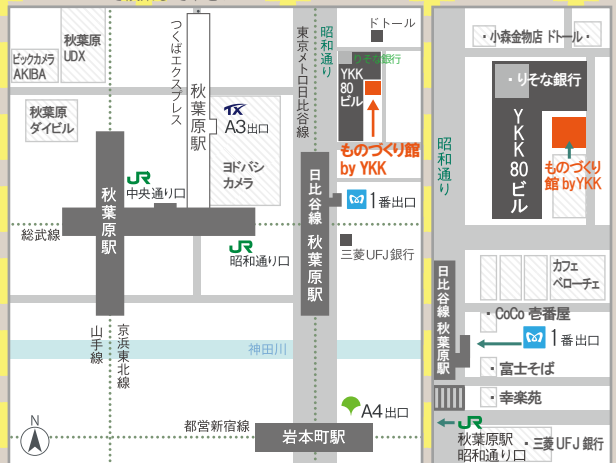 ビックカメラ
AKIBA
秋葉原
UDX
秋葉原
ダイビル
つくばエクスプレス
秋葉原駅
TX
A3出口
ヨドバシ
カメラ
JR
中央通り口
秋葉原駅
総武線
JR
昭和通り口
山手線
京浜東北線
神田川
都営新宿線
岩本町駅
A4出口
N
東京メトロ日比谷線
昭和通り
ドトール
りそな銀行
YKK
80
ビル
ものづくり館
by YKK
日比谷線 秋葉原駅
1番出口
三菱UFJ銀行
昭和通り
・小森金物店 ドトール・
・りそな銀行
YKK80ビル
ものづくり
館 by YKK
カフェ
ベローチェ
・CoCo 壱番屋
日比谷線 秋葉原駅
1番出口
・富士そば
・幸楽苑
JR
秋葉原駅
昭和通り口
・三菱UFJ 銀行